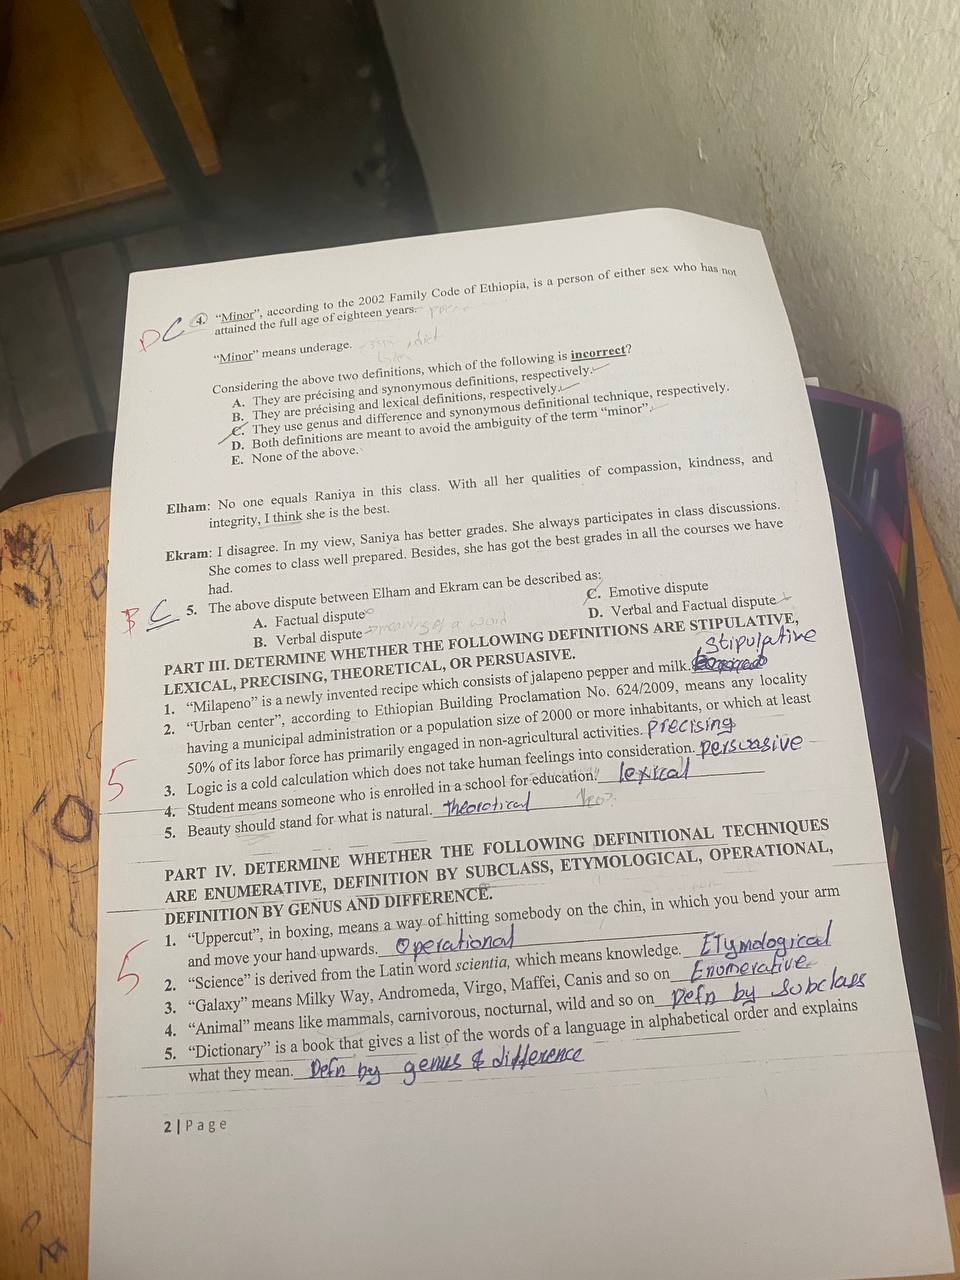 D C 4. "Minor", according to the 2002 Family Code of Ethiopia, is a person of either sex who has not
attained the full age of eighteen years.
"Minor" means underage.
Considering the above two definitions, which of the following is incorrect?
A. They are précising and synonymous definitions, respectively.
B. They are précising and lexical definitions, respectively.
C. They use genus and difference and synonymous definitional technique, respectively.
D. Both definitions are meant to avoid the ambiguity of the term "minor".
E. None of the above.
Elham: No one equals Raniya in this class. With all her qualities of compassion, kindness, and
integrity, I think she is the best.
Ekram: I disagree. In my view, Saniya has better grades. She always participates in class discussions.
She comes to class well prepared. Besides, she has got the best grades in all the courses we have
had.
B C 5. The above dispute between Elham and Ekram can be described as:
A. Factual dispute
C. Emotive dispute
B. Verbal dispute meaning of a word
D. Verbal and Factual dispute
PART III. DETERMINE WHETHER THE FOLLOWING DEFINITIONS ARE STIPULATIVE,
LEXICAL, PRECISING, THEORETICAL, OR PERSUASIVE.
1. "Milapeno" is a newly invented recipe which consists of jalapeno pepper and milk. Stipulative
2. "Urban center", according to Ethiopian Building Proclamation No. 624/2009, means any locality
having a municipal administration or a population size of 2000 or more inhabitants, or which at least
50% of its labor force has primarily engaged in non-agricultural activities. precising
5
3. Logic is a cold calculation which does not take human feelings into consideration. persuasive
4. Student means someone who is enrolled in a school for education. lexical
5. Beauty should stand for what is natural. theoretical
PART IV. DETERMINE WHETHER THE FOLLOWING DEFINITIONAL TECHNIQUES
ARE ENUMERATIVE, DEFINITION BY SUBCLASS, ETYMOLOGICAL, OPERATIONAL,
DEFINITION BY GENUS AND DIFFERENCE.
1. "Uppercut", in boxing, means a way of hitting somebody on the chin, in which you bend your arm
and move your hand upwards. Operational
5
2. "Science" is derived from the Latin word scientia, which means knowledge. ETymological
3. "Galaxy" means Milky Way, Andromeda, Virgo, Maffei, Canis and so on Enomerative
4. "Animal" means like mammals, carnivorous, nocturnal, wild and so on Defn by subclass
5. "Dictionary" is a book that gives a list of the words of a language in alphabetical order and explains
what they mean. Defn by genus & difference
2 | Page